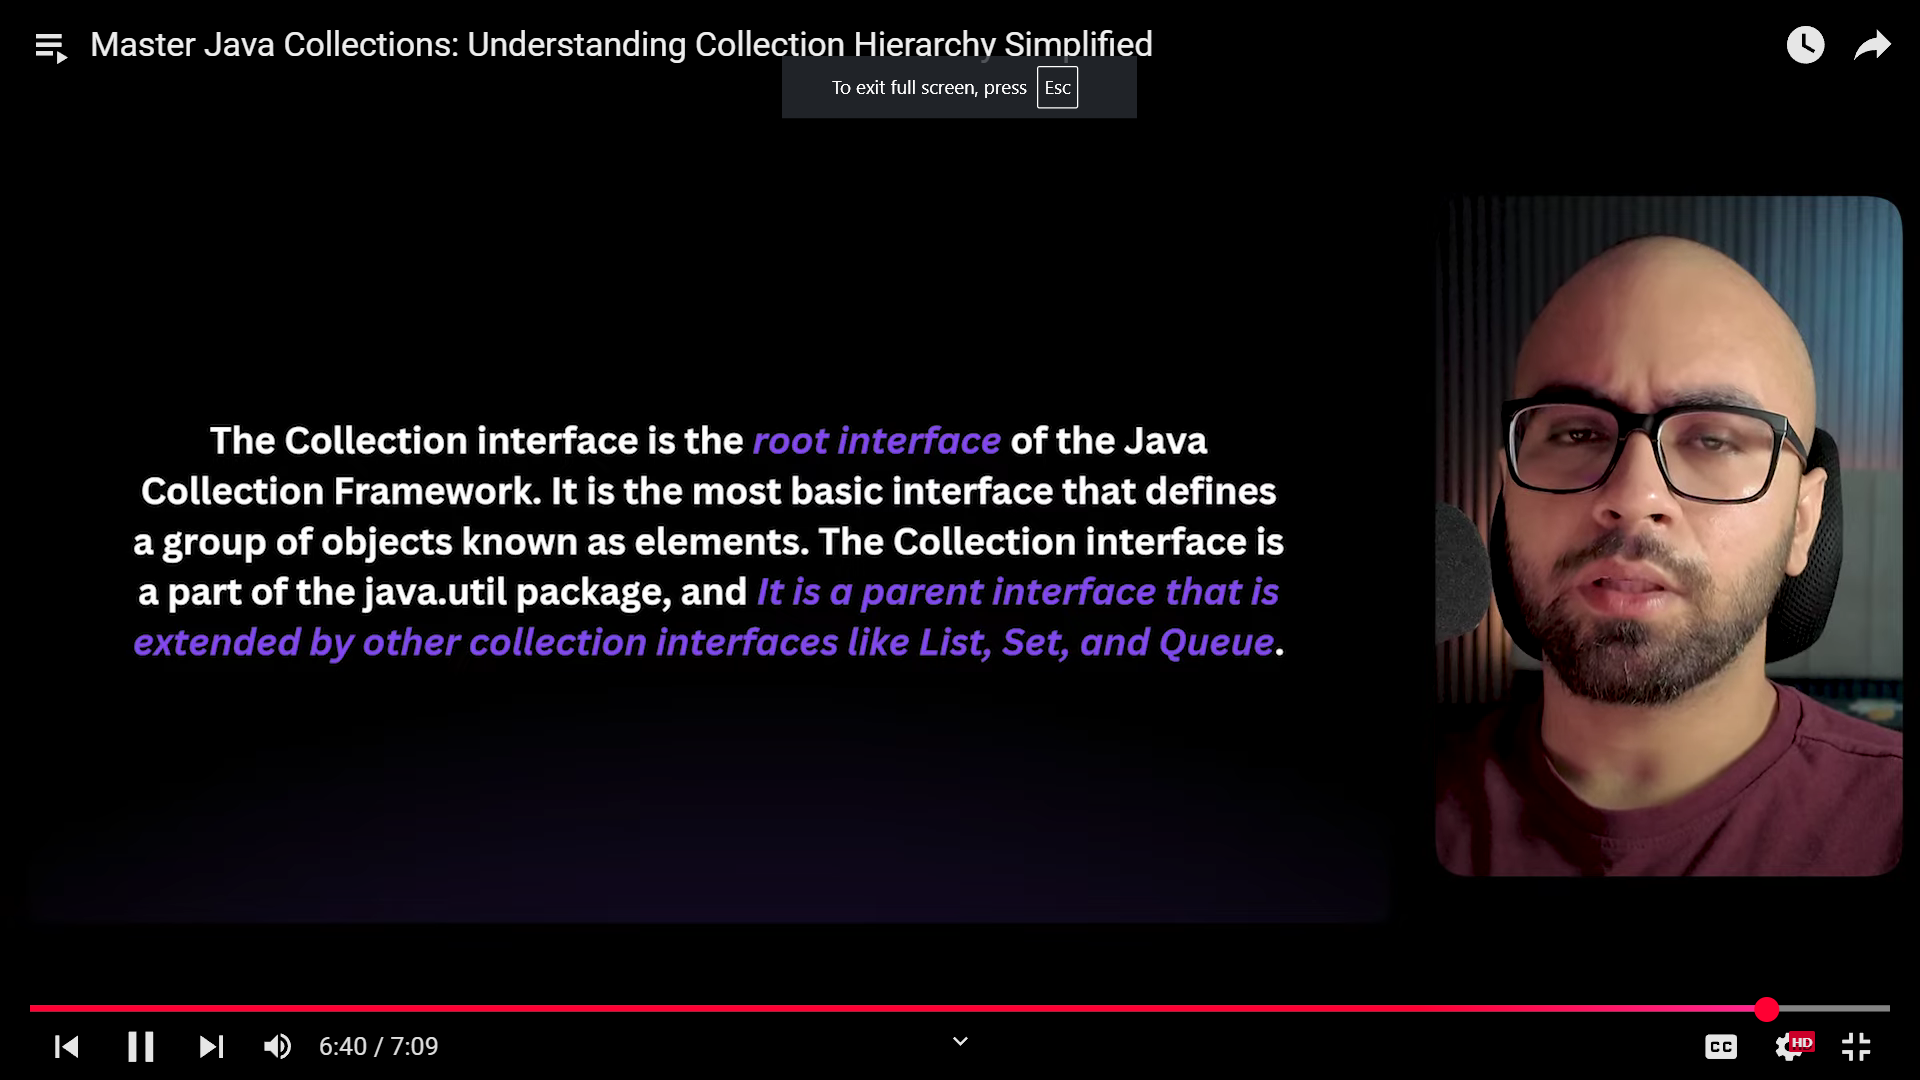 Master Java Collections: Understanding Collection Hierarchy Simplified
To exit full screen, press Esc
The Collection interface is the root interface of the Java
Collection Framework. It is the most basic interface that defines
a group of objects known as elements. The Collection interface is
a part of the java.util package, and It is a parent interface that is
extended by other collection interfaces like List, Set, and Queue.
6:40 / 7:09
CC
HD